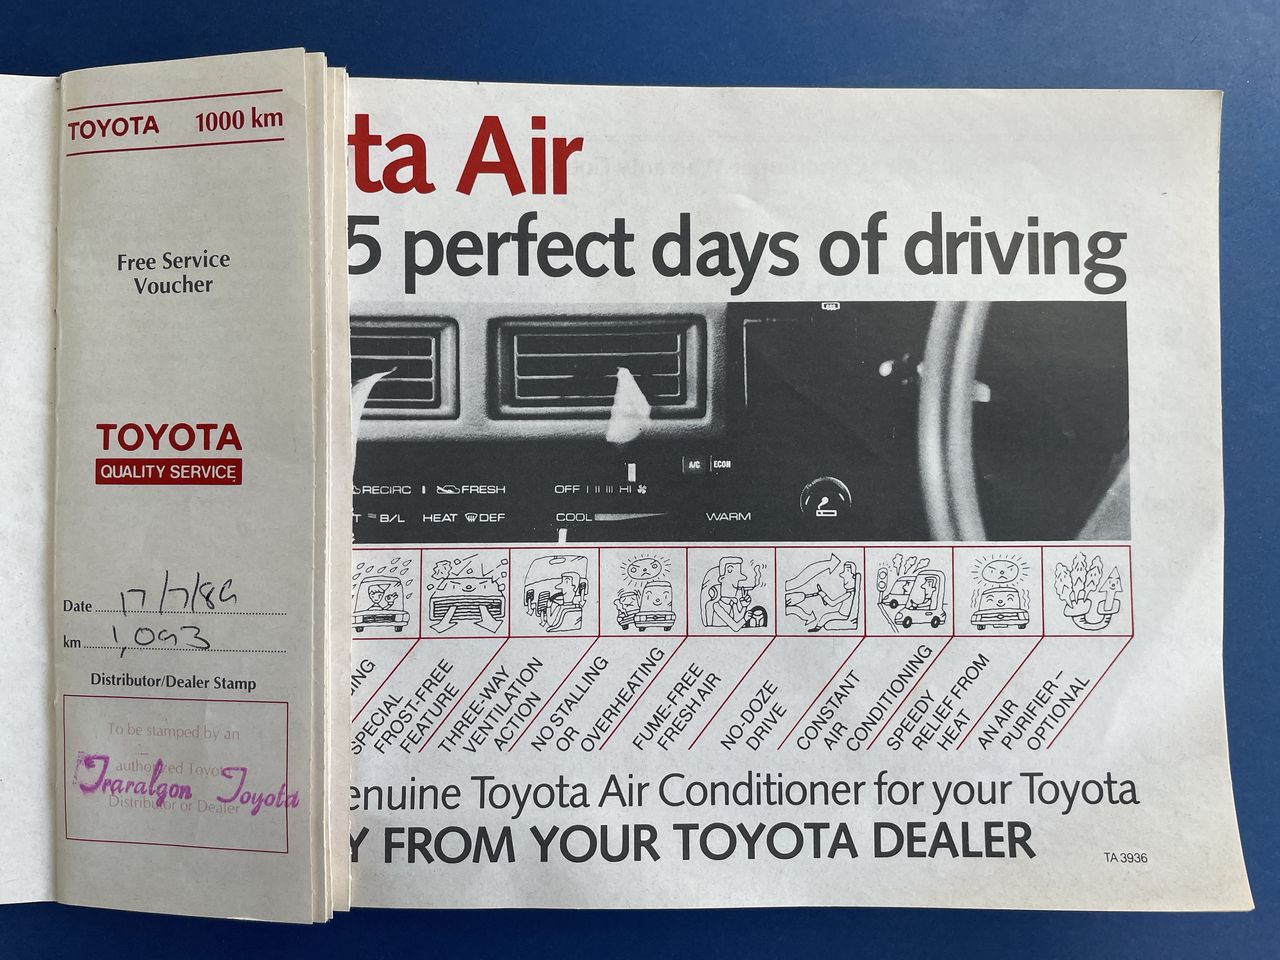 TOYOTA 1000 km
Free Service
Voucher
TOYOTA
QUALITY SERVICE
Date 17/7/89
km 1,093
Distributor/Dealer Stamp
To be stamped by an
authorized Toyota
Distributor or Dealer
Traralgon Toyota
ta Air
5 perfect days of driving
A/C ECON
RECIRC FRESH OFF HI
T B/L HEAT DEF COOL WARM
ING
SPECIAL
FROST-FREE
FEATURE
THREE-WAY
VENTILATION
ACTION
NO STALLING
OR
OVERHEATING
FUME-FREE
FRESH AIR
NO-DOZE
DRIVE
CONSTANT
AIR
CONDITIONING
SPEEDY
RELIEF FROM
HEAT
AN AIR
PURIFIER–
OPTIONAL
enuine Toyota Air Conditioner for your Toyota
Y FROM YOUR TOYOTA DEALER
TA 3936